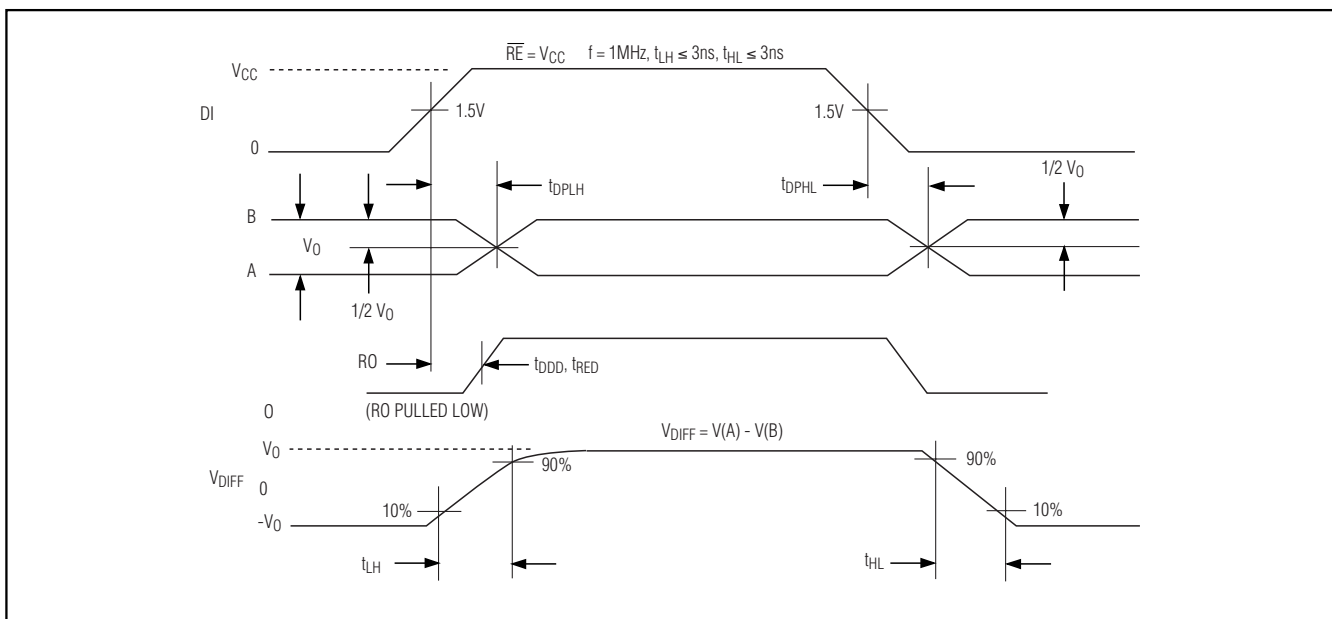 RE = VCC f = 1MHz, tLH ≤ 3ns, tHL ≤ 3ns
VCC
DI
1.5V
1.5V
0
1/2 VO
tDPLH
tDPHL
B
VO
A
1/2 VO
RO
tDDD, tRED
0
(RO PULLED LOW)
VDIFF = V(A) - V(B)
VO
90%
90%
VDIFF
0
10%
10%
-VO
tLH
tHL